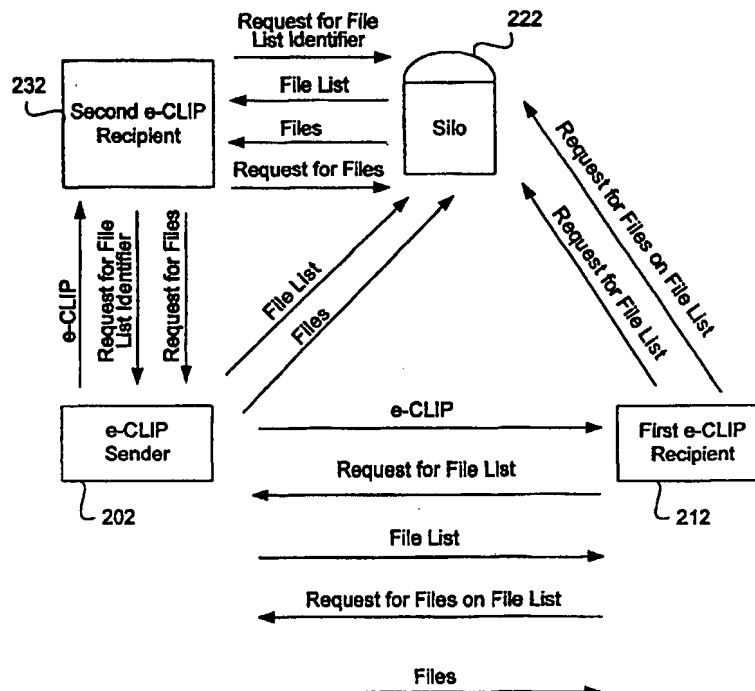 Request for File
List Identifier
222
232
File List
Second e-CLIP
Recipient
Files
Silo
Request for Files
e-CLIP
Request for File
List Identifier
Request for Files
File List
Files
Request for Files on File List
Request for File List
e-CLIP
Sender
e-CLIP
First e-CLIP
Recipient
Request for File List
202
212
File List
Request for Files on File List
Files